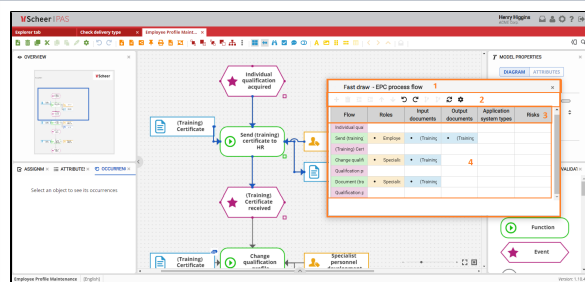 Scheer PAS
Henry Higgins
Explorer tab
Check delivery type
Employee Profile Maint...
OVERVIEW
Scheer
Individual
qualification
acquired
(Training)
Certificate
Send (training)
certificate to
HR
(Training)
Certificate
received
(Training)
Certificate
Change
qualification
profile
Specialist
personnel
development
Fast draw - EPC process flow 1
2
Flow
Roles
Input
documents
Output
documents
Application
system types
Risks
3
Individual qua
Send (training
Employe
(Training
(Training
(Training) Cert
Change qualifi
Specialis
(Training
4
Qualification p
Document (tra
Specialis
(Training
Qualification p
MODEL PROPERTIES
DIAGRAM
ATTRIBUTES
ASSIGNM
ATTRIBUTE
OCCURRENC
Select an object to see its occurrences
VALIDAT
Function
Event
Employee Profile Maintenance
[English]